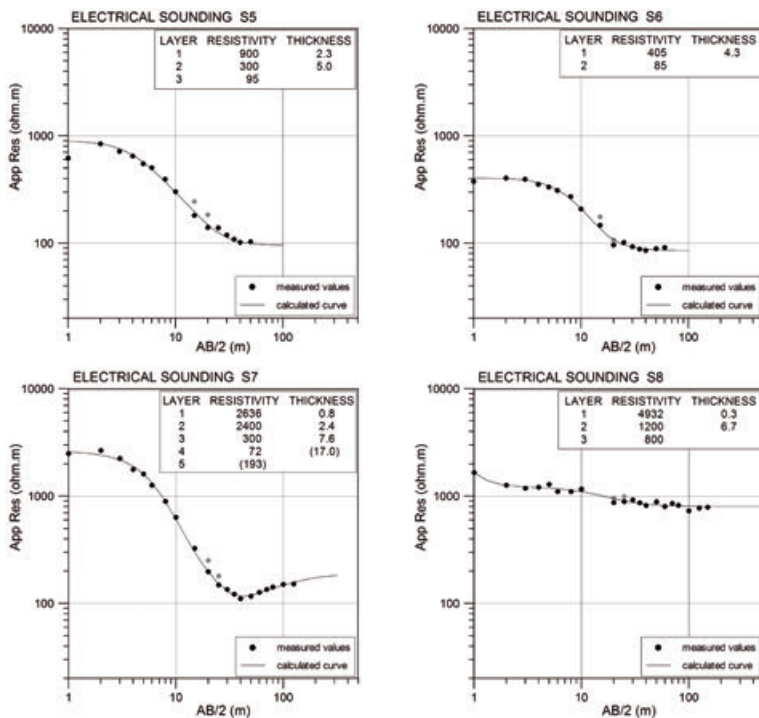 ELECTRICAL SOUNDING S5
LAYER RESISTIVITY THICKNESS
1 900 2.3
2 300 5.0
3 95
App Res (ohm.m)
10000
1000
100
measured values
calculated curve
1 10 100
AB/2 (m)
ELECTRICAL SOUNDING S6
LAYER RESISTIVITY THICKNESS
1 405 4.3
2 85
App Res (ohm.m)
10000
1000
100
measured values
calculated curve
1 10 100
AB/2 (m)
ELECTRICAL SOUNDING S7
LAYER RESISTIVITY THICKNESS
1 2636 0.8
2 2400 2.4
3 300 7.6
4 72 (17.0)
5 (193)
App Res (ohm.m)
10000
1000
100
measured values
calculated curve
1 10 100
AB/2 (m)
ELECTRICAL SOUNDING S8
LAYER RESISTIVITY THICKNESS
1 4932 0.3
2 1200 6.7
3 800
App Res (ohm.m)
10000
1000
100
measured values
calculated curve
1 10 100
AB/2 (m)